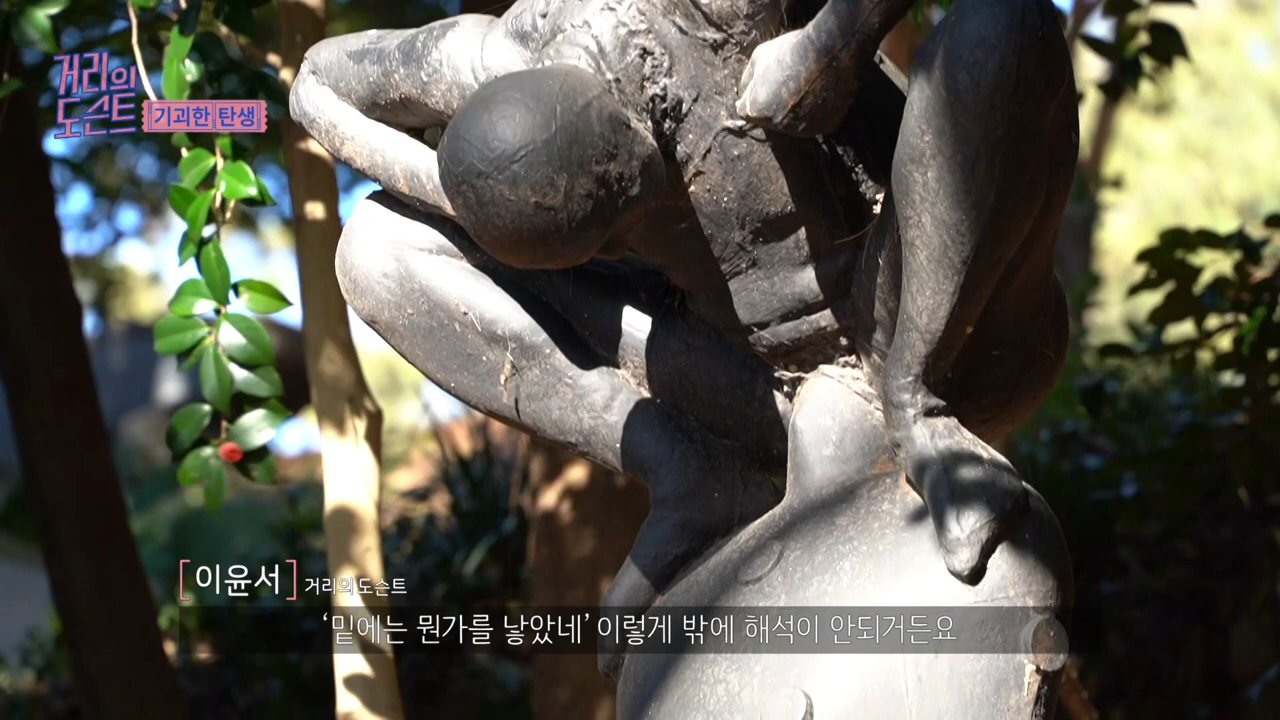 거리의
도슨트
기괴한 탄생
[이윤서] 거리의 도슨트
‘밑에는 뭔가를 낳았네’ 이렇게 밖에 해석이 안되거든요